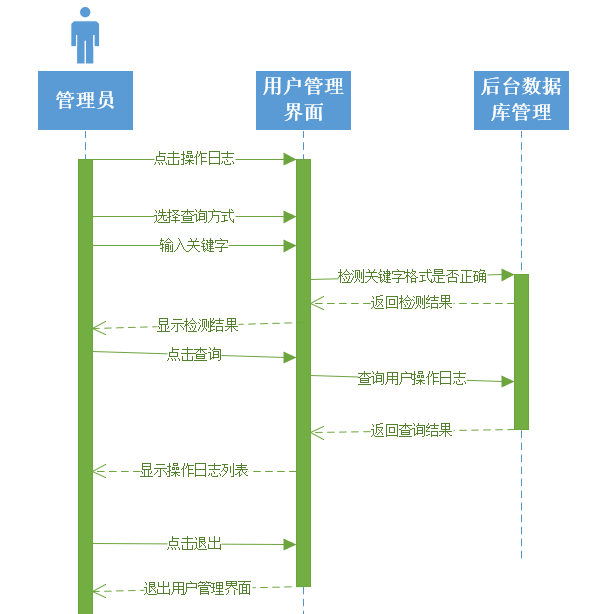 管理员
用户管理
界面
后台数据
库管理
点击操作日志
选择查询方式
输入关键字
检测关键字格式是否正确
返回检测结果
显示检测结果
点击查询
查询用户操作日志
返回查询结果
显示操作日志列表
点击退出
退出用户管理界面